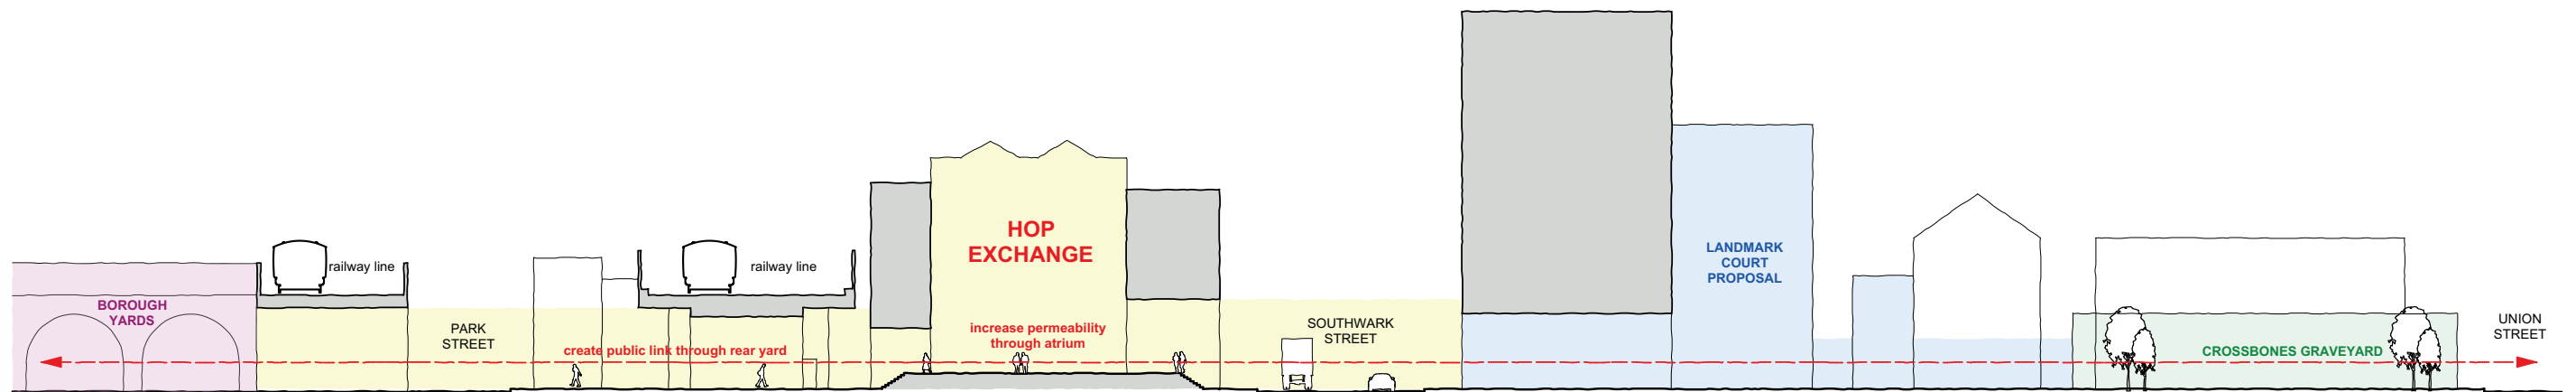 BOROUGH
YARDS
railway line
PARK
STREET
create public link through rear yard
railway line
HOP
EXCHANGE
increase permeability
through atrium
SOUTHWARK
STREET
LANDMARK
COURT
PROPOSAL
CROSSBONES GRAVEYARD
UNION
STREET